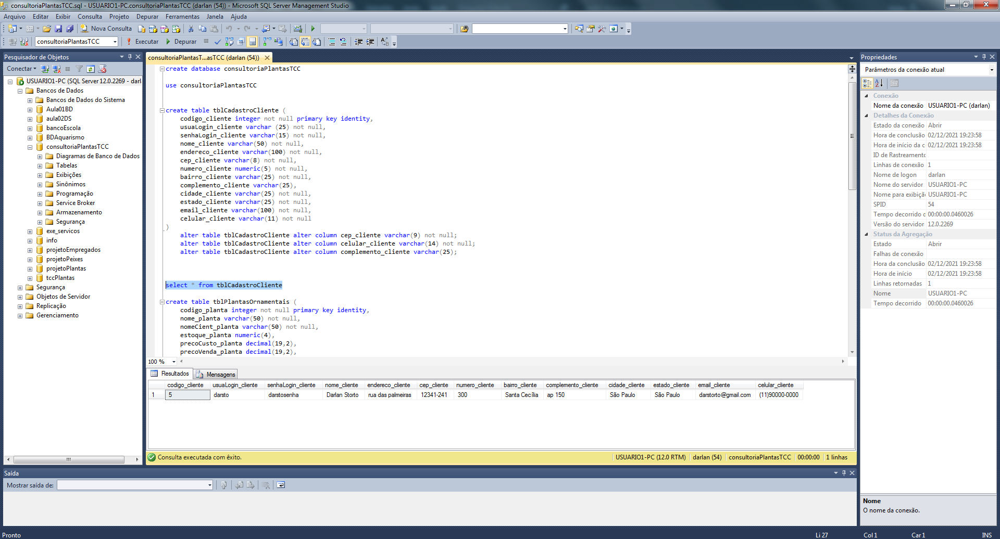 consultoriaPlantasTCC.sql - USUARIO1-PC.consultoriaPlantasTCC (darlan (54)) - Microsoft SQL Server Management Studio
Arquivo Editar Exibir Consulta Projeto Depurar Ferramentas Janela Ajuda
Nova Consulta
consultoriaPlantasTCC Executar Depurar
Pesquisador de Objetos
Conectar
USUARIO1-PC (SQL Server 12.0.2269 - darl
Bancos de Dados
Bancos de Dados do Sistema
Aula01BD
aula02DS
bancoEscola
BDAquarismo
consultoriaPlantasTCC
Diagramas de Banco de Dados
Tabelas
Exibições
Sinônimos
Programação
Service Broker
Armazenamento
Segurança
exe_servicos
info
projetoEmpregados
projetoPeixes
projetoPlantas
tccPlantas
Segurança
Objetos de Servidor
Replicação
Gerenciamento
consultoriaPlantasT...asTCC (darlan (54))
create database consultoriaPlantasTCC
use consultoriaPlantasTCC
create table tblCadastroCliente (
codigo_cliente integer not null primary key identity,
usuaLogin_cliente varchar (25) not null,
senhaLogin_cliente varchar(15) not null,
nome_cliente varchar(50) not null,
endereco_cliente varchar(100) not null,
cep_cliente varchar(8) not null,
numero_cliente numeric(5) not null,
bairro_cliente varchar(25) not null,
complemento_cliente varchar(25),
cidade_cliente varchar(25) not null,
estado_cliente varchar(25) not null,
email_cliente varchar(100) not null,
celular_cliente varchar(11) not null
)
alter table tblCadastroCliente alter column cep_cliente varchar(9) not null;
alter table tblCadastroCliente alter column celular_cliente varchar(14) not null;
alter table tblCadastroCliente alter column complemento_cliente varchar(25);
select * from tblCadastroCliente
create table tblPlantasOrnamentais (
codigo_planta integer not null primary key identity,
nome_planta varchar(50) not null,
nomeCient_planta varchar(50) not null,
estoque_planta numeric(4),
precoCusto_planta decimal(19,2),
precoVenda_planta decimal(19,2),
100 %
Resultados Mensagens
codigo_cliente usuaLogin_cliente senhaLogin_cliente nome_cliente endereco_cliente cep_cliente numero_cliente bairro_cliente complemento_cliente cidade_cliente estado_cliente email_cliente celular_cliente
1 5 darsto darstosenha Darlan Storto rua das palmeiras 12341-241 300 Santa Cecília ap 150 São Paulo São Paulo darstorto@gmail.com (11)90000-0000
Consulta executada com êxito. USUARIO1-PC (12.0 RTM) darlan (54) consultoriaPlantasTCC 00:00:00 1 linhas
Saída
Mostrar saída de:
Propriedades
Parâmetros da conexão atual
Conexão
Nome da conexão USUARIO1-PC (darlan)
Detalhes da Conexão
Estado da conexão Abrir
Hora de conclusão 02/12/2021 19:23:58
Hora de início da c 02/12/2021 19:23:58
ID de Rastreamento
Linhas de conexão 1
Nome de logon darlan
Nome do servidor USUARIO1-PC
Nome para exibiçã USUARIO1-PC
SPID 54
Tempo decorrido d 00:00:00.0460026
Versão do servidor 12.0.2269
Status da Agregação
Estado Abrir
Falhas de conexão
Hora da conclusão 02/12/2021 19:23:58
Hora de início 02/12/2021 19:23:58
Linhas retornadas 1
Nome USUARIO1-PC
Tempo decorrido 00:00:00.0460026
Nome
O nome da conexão.
Pronto Li 27 Col 1 Car 1 INS